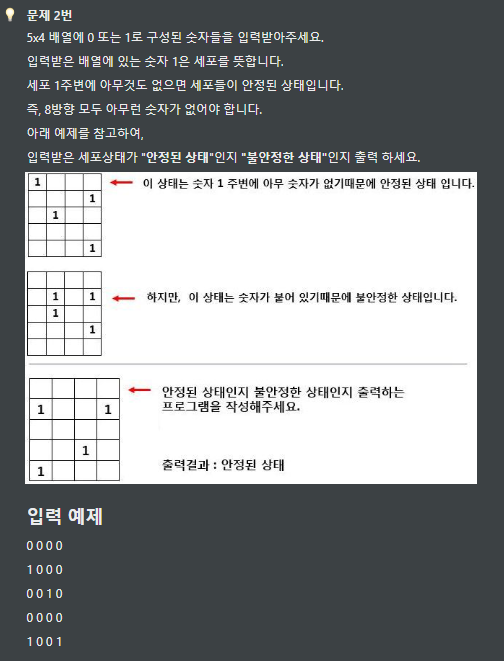 문제 2번
5x4 배열에 0 또는 1로 구성된 숫자들을 입력받아주세요.
입력받은 배열에 있는 숫자 1은 세포를 뜻합니다.
세포 1주변에 아무것도 없으면 세포들이 안정된 상태입니다.
즉, 8방향 모두 아무런 숫자가 없어야 합니다.
아래 예제를 참고하여,
입력받은 세포상태가 "안정된 상태"인지 "불안정한 상태"인지 출력 하세요.
1
이 상태는 숫자 1 주변에 아무 숫자가 없기때문에 안정된 상태 입니다.
1
1
1
1 1
하지만, 이 상태는 숫자가 붙어 있기때문에 불안정한 상태입니다.
1
1
안정된 상태인지 불안정한 상태인지 출력하는
1 1
프로그램을 작성해주세요.
1
1
출력결과 : 안정된 상태
입력 예제
0 0 0 0
1 0 0 0
0 0 1 0
0 0 0 0
1 0 0 1